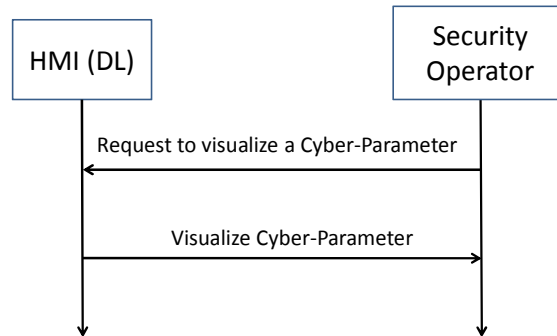 HMI (DL)
Security
Operator
Request to visualize a Cyber-Parameter
Visualize Cyber-Parameter